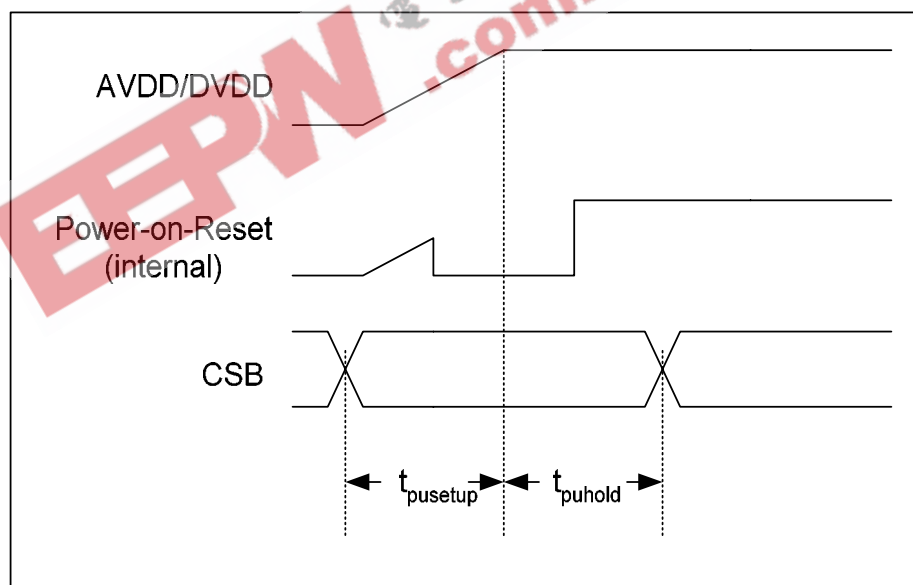 EEPW
.com
AVDD/DVDD
Power-on-Reset
(internal)
CSB
tpusetup
tpuhold